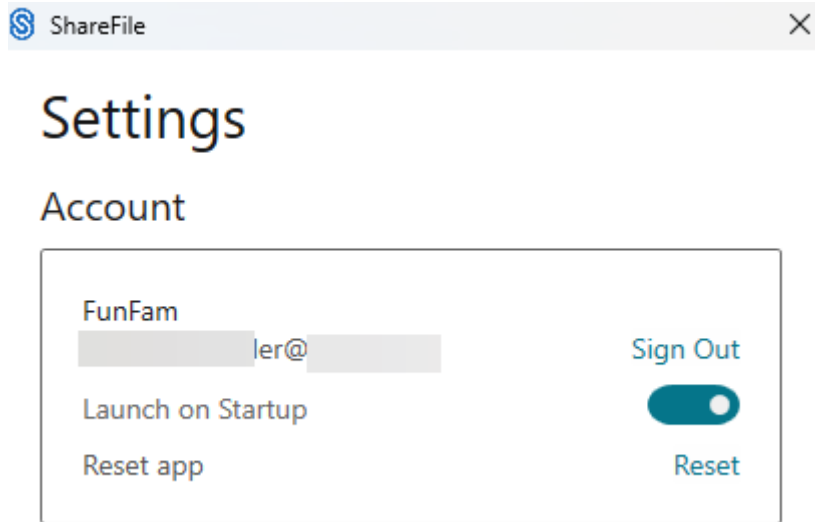 ShareFile
Settings
Account
FunFam
ler@
Sign Out
Launch on Startup
Reset app
Reset